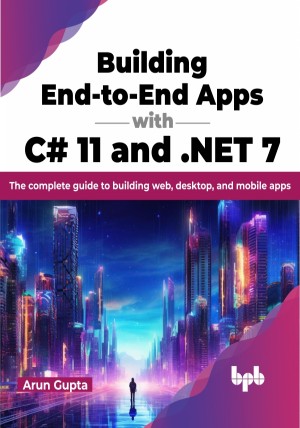 Building
End-to-End Apps
with
C# 11 and .NET 7
The complete guide to building web, desktop, and mobile apps
Arun Gupta
bpb